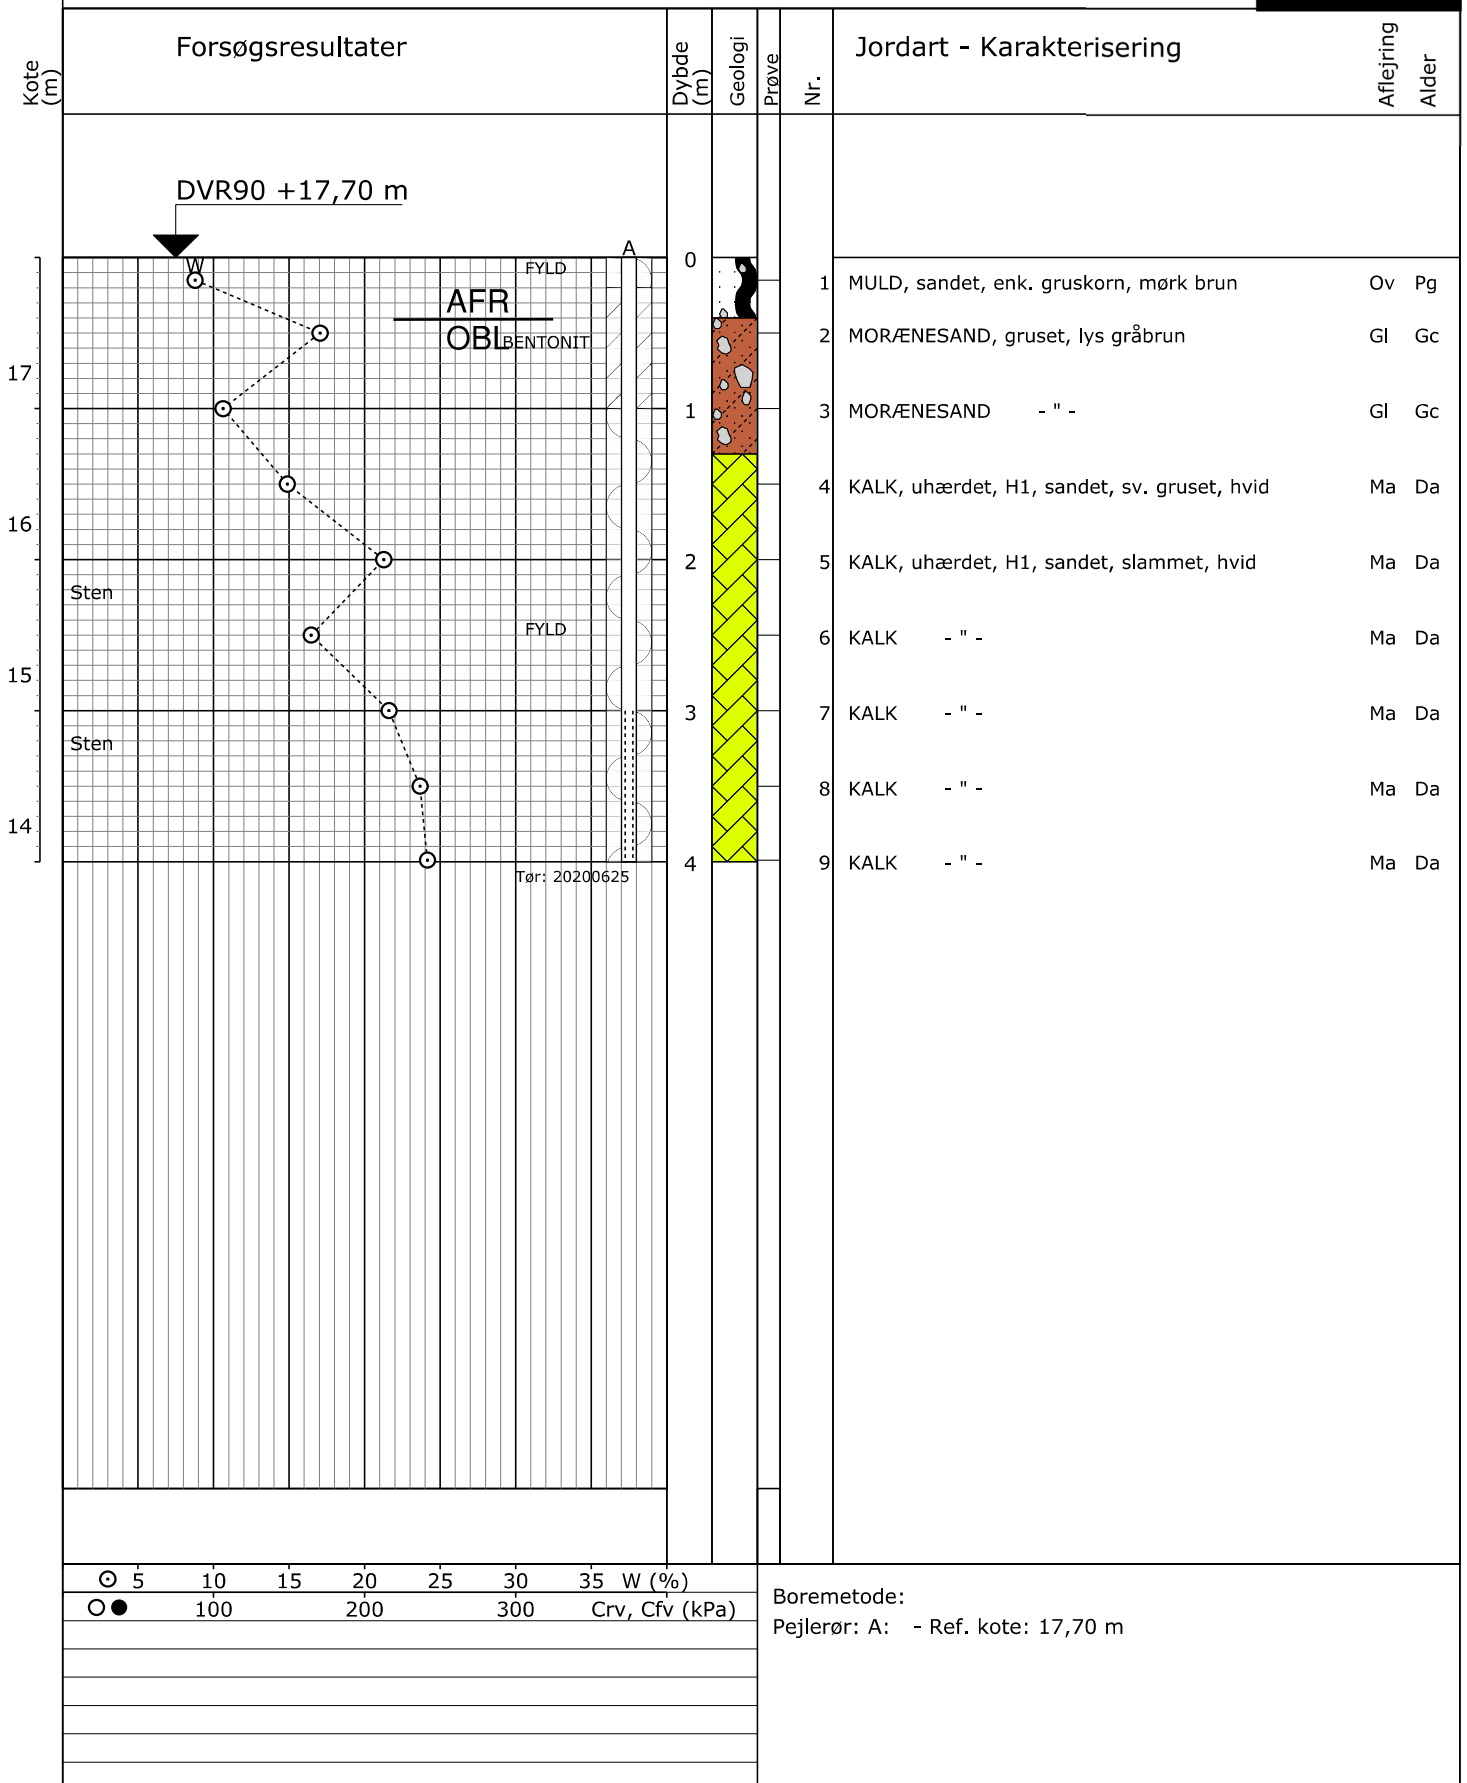 Kote (m)
Forsøgsresultater
Dybde (m)
Geologi
Prøve
Nr.
Jordart - Karakterisering
Aflejring
Alder
DVR90 +17,70 m
A
W
FYLD
0
AFR
OBL
BENTONIT
1 MULD, sandet, enk. gruskorn, mørk brun Ov Pg
2 MORÆNESAND, gruset, lys gråbrun Gl Gc
17
1
3 MORÆNESAND - " - Gl Gc
4 KALK, uhærdet, H1, sandet, sv. gruset, hvid Ma Da
16
2
5 KALK, uhærdet, H1, sandet, slammet, hvid Ma Da
Sten
FYLD
6 KALK - " - Ma Da
15
3
7 KALK - " - Ma Da
Sten
8 KALK - " - Ma Da
14
4
9 KALK - " - Ma Da
Tør: 20200625
5 10 15 20 25 30 35 W (%)
100 200 300 Crv, Cfv (kPa)
Boremetode:
Pejlerør: A: - Ref. kote: 17,70 m